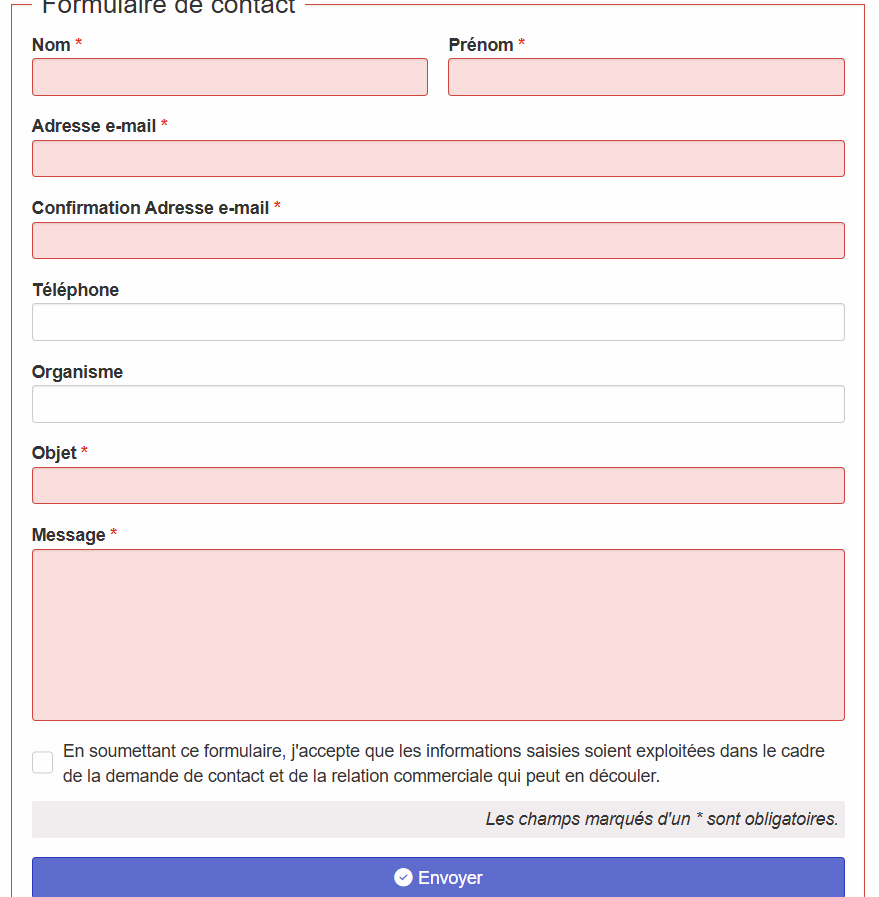 Formulaire de contact
Nom * Prénom *
Adresse e-mail *
Confirmation Adresse e-mail *
Téléphone
Organisme
Objet *
Message *
En soumettant ce formulaire, j'accepte que les informations saisies soient exploitées dans le cadre
de la demande de contact et de la relation commerciale qui peut en découler.
Les champs marqués d'un * sont obligatoires.
Envoyer